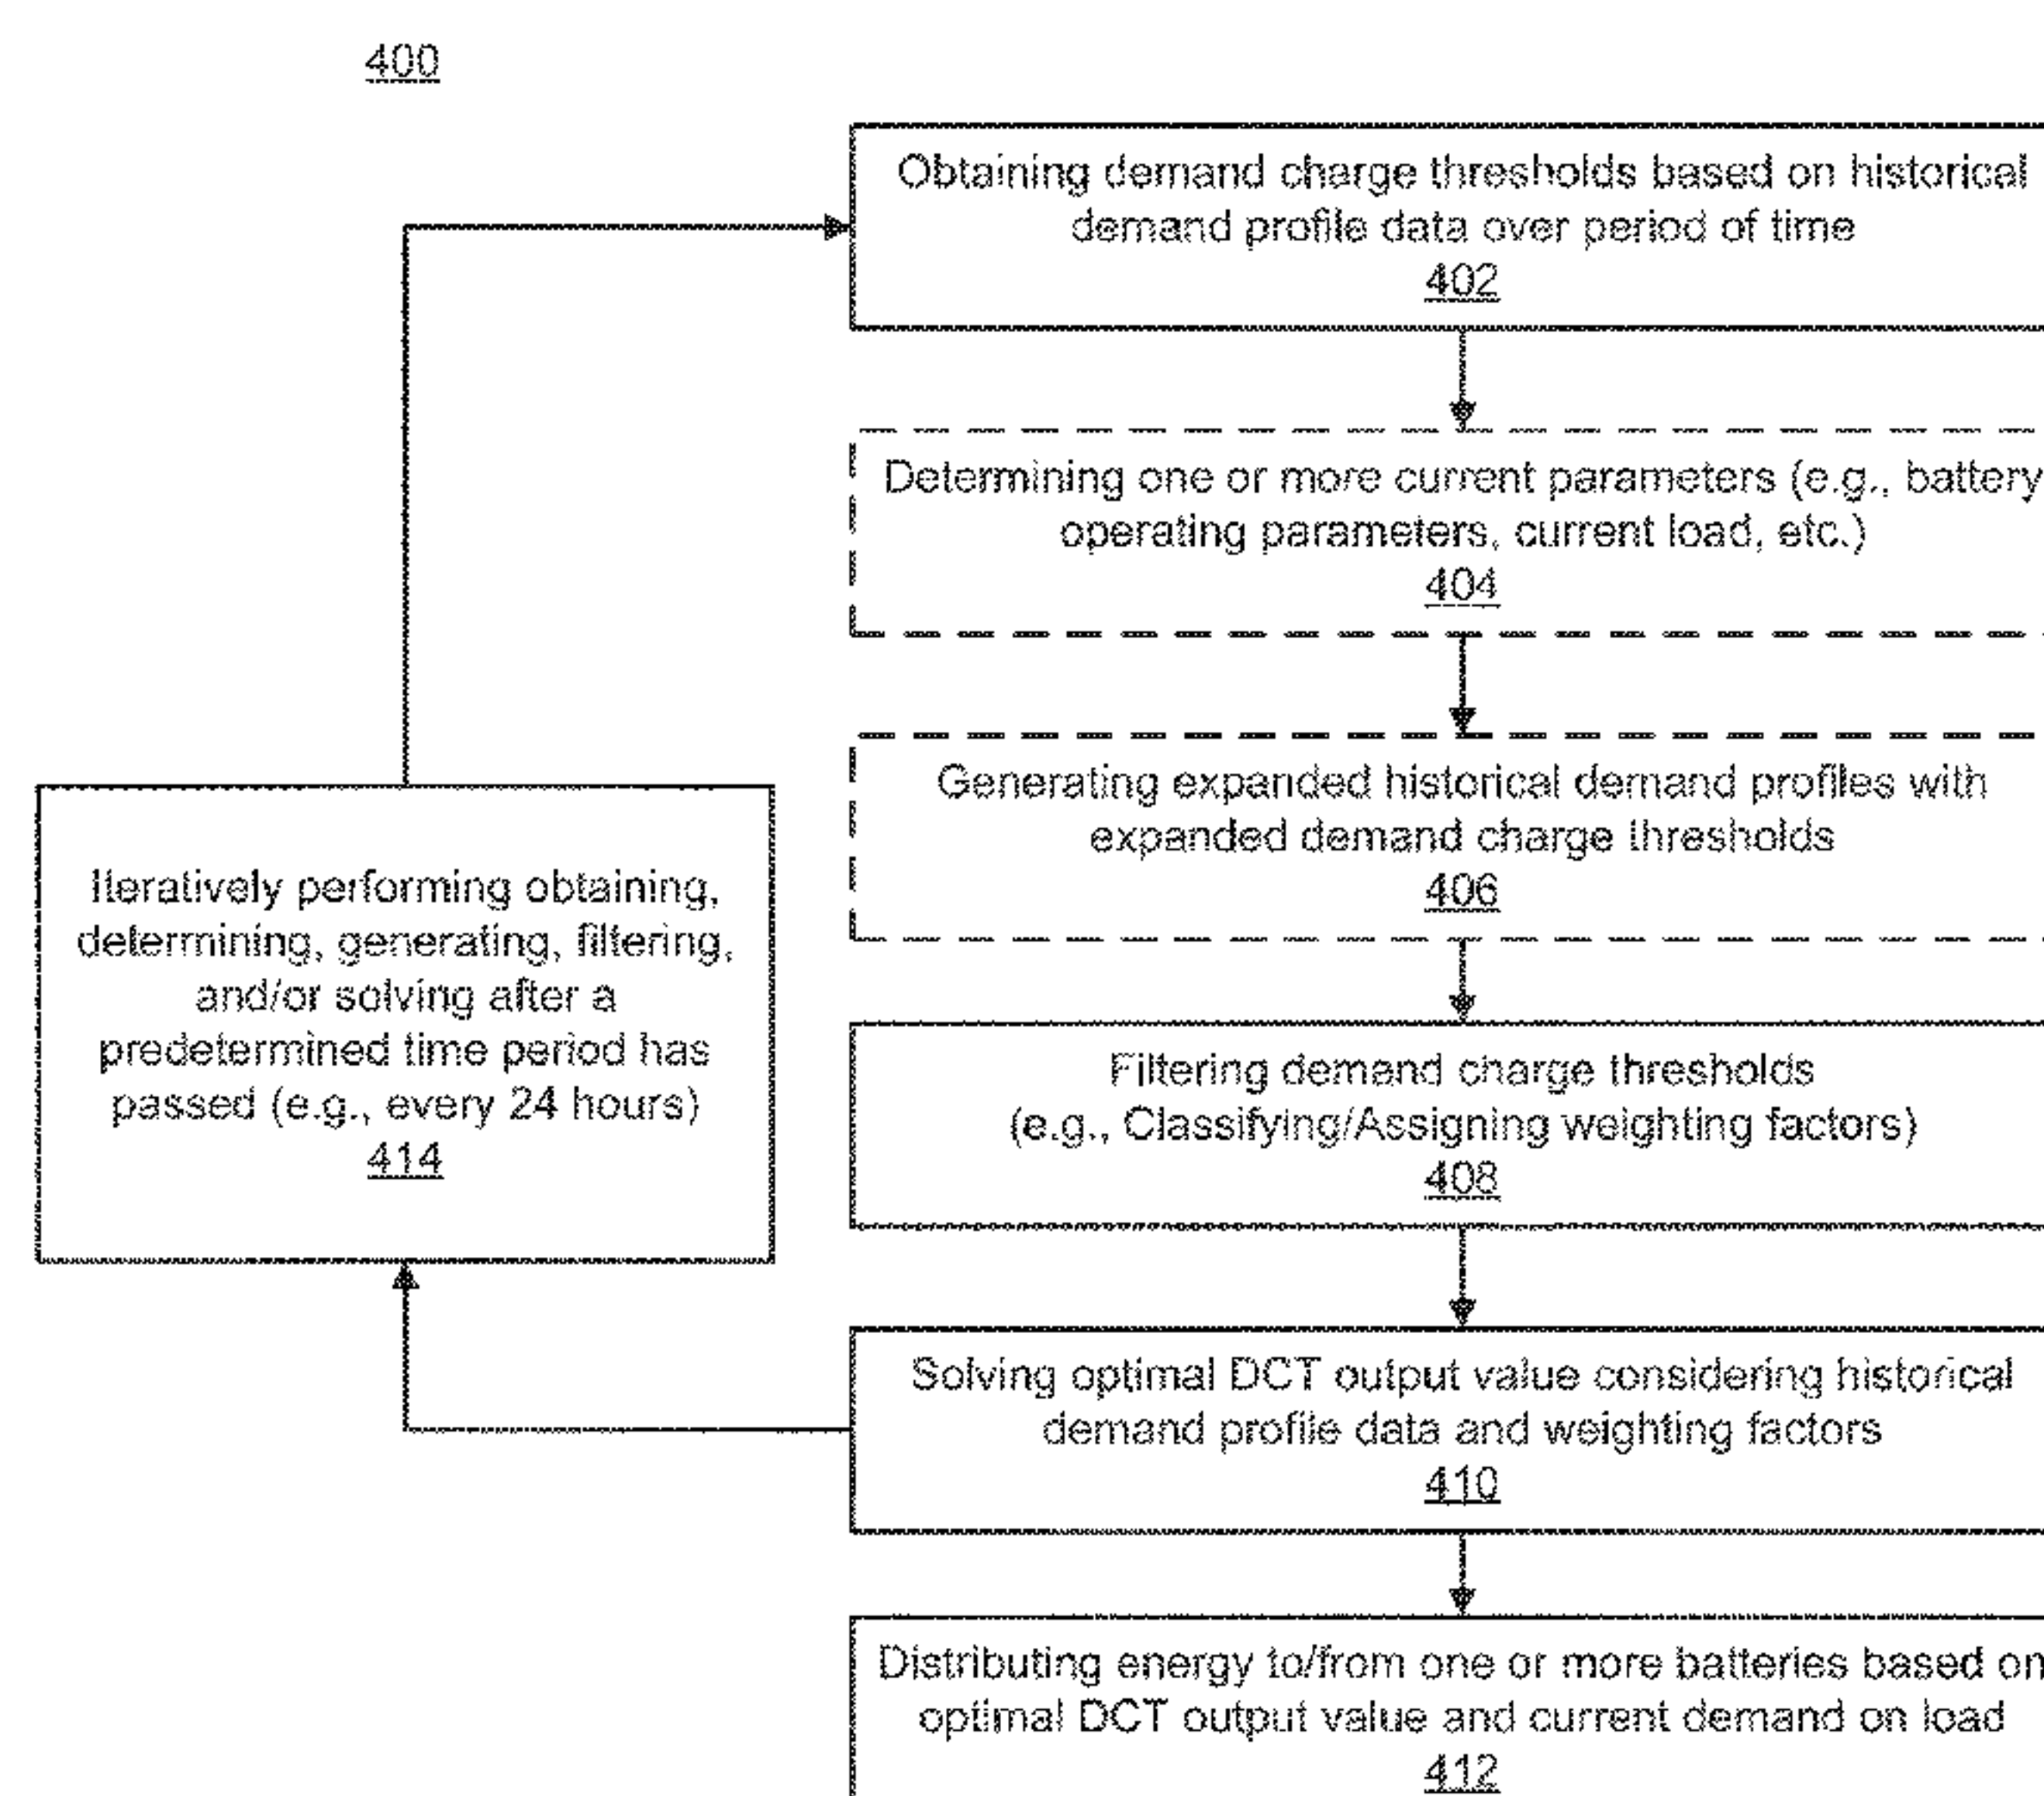 400
Obtaining demand charge thresholds based on historical
demand profile data over period of time
402
Determining one or more current parameters (e.g., battery
operating parameters, current load, etc.)
404
Generating expanded historical demand profiles with
expanded demand charge thresholds
406
Iteratively performing obtaining,
determining, generating, filtering,
and/or solving after a
predetermined time period has
passed (e.g., every 24 hours)
414
Filtering demand charge thresholds
(e.g., Classifying/Assigning weighting factors)
408
Solving optimal DCT output value considering historical
demand profile data and weighting factors
410
Distributing energy to/from one or more batteries based on
optimal DCT output value and current demand on load
412